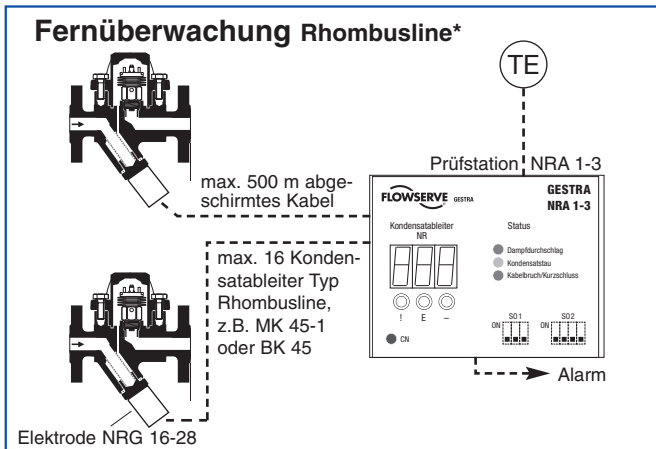 Fernüberwachung Rhombusline*
TE
Prüfstation NRA 1-3
max. 500 m abge-
schirmtes Kabel
FLOWSERVE GESTRA
GESTRA
NRA 1-3
Kondensatableiter
NR
Status
Dampfdurchschlag
Kondensatstau
Kabelbruch/Kurzschluss
! E –
CN
ON S01
ON S02
max. 16 Konden-
satableiter Typ
Rhombusline,
z.B. MK 45-1
oder BK 45
Alarm
Elektrode NRG 16-28